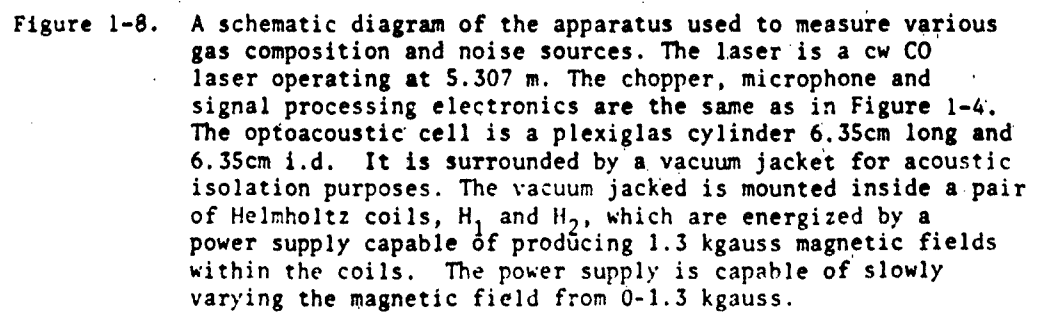 Figure 1-8. A schematic diagram of the apparatus used to measure various
gas composition and noise sources. The laser is a cw CO
laser operating at 5.307 m. The chopper, microphone and
signal processing electronics are the same as in Figure 1-4.
The optoacoustic cell is a plexiglas cylinder 6.35cm long and
6.35cm i.d. It is surrounded by a vacuum jacket for acoustic
isolation purposes. The vacuum jacked is mounted inside a pair
of Helmholtz coils, H₁ and H₂, which are energized by a
power supply capable of producing 1.3 kgauss magnetic fields
within the coils. The power supply is capable of slowly
varying the magnetic field from 0-1.3 kgauss.